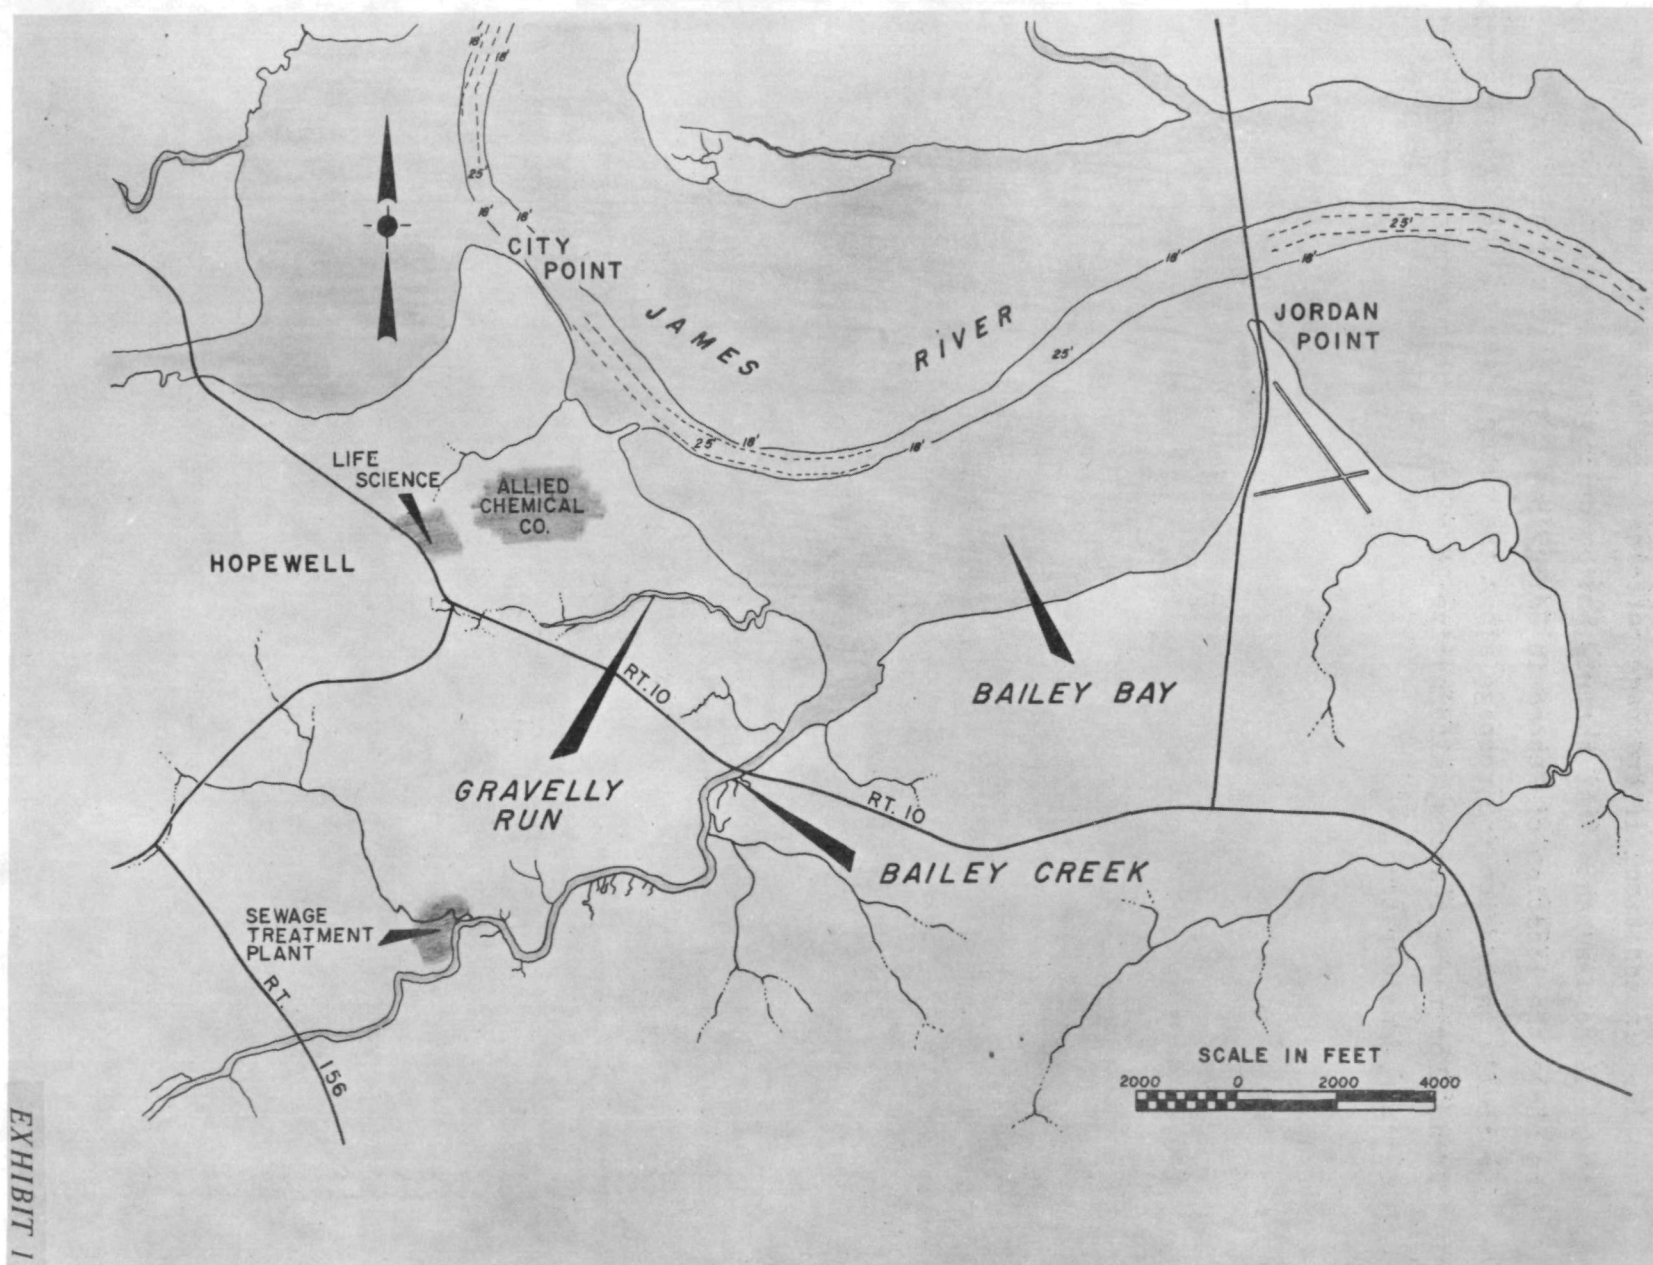 18'
18'
25'
18'
18'
CITY
POINT
JAMES
RIVER
18'
25'
18'
JORDAN
POINT
25'
18'
25'
18'
LIFE
SCIENCE
ALLIED
CHEMICAL
CO.
HOPEWELL
RT. 10
BAILEY BAY
GRAVELLY
RUN
RT. 10
BAILEY CREEK
SEWAGE
TREATMENT
PLANT
RT.
156
SCALE IN FEET
2000 0 2000 4000
EXHIBIT 1